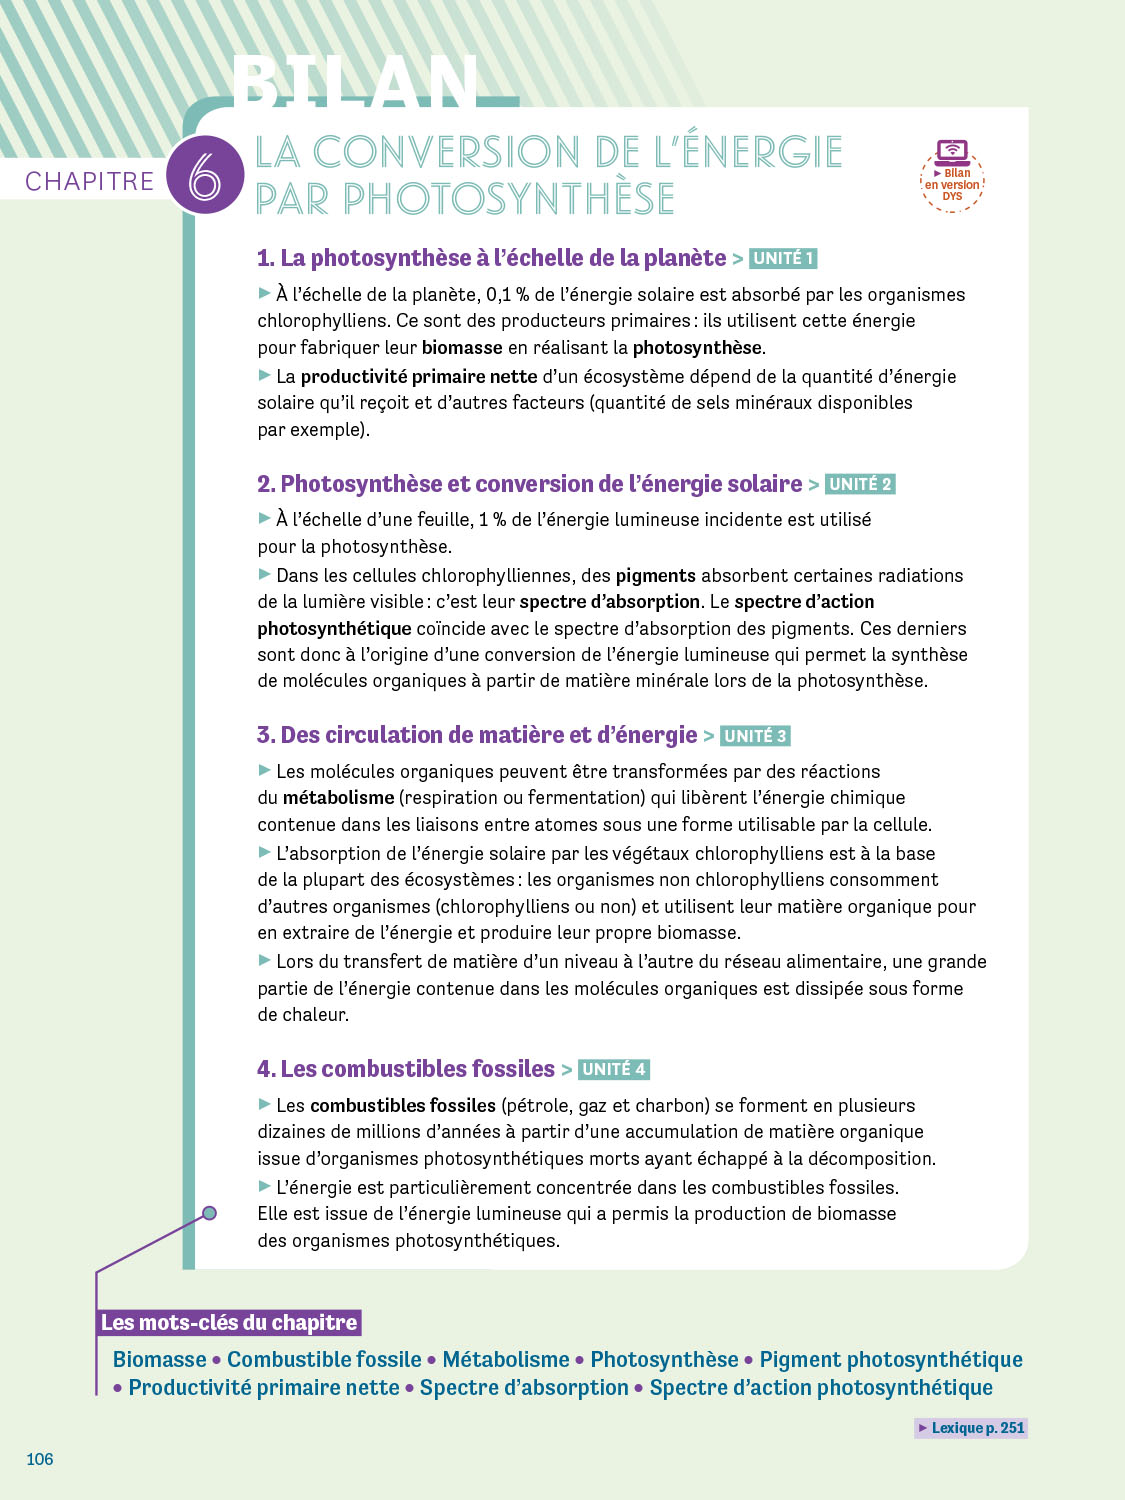 BILAN
CHAPITRE 6
LA CONVERSION DE L'ÉNERGIE
PAR PHOTOSYNTHÈSE
▶ Bilan
en version
DYS
1. La photosynthèse à l'échelle de la planète > UNITÉ 1
▶ À l'échelle de la planète, 0,1 % de l'énergie solaire est absorbé par les organismes
chlorophylliens. Ce sont des producteurs primaires : ils utilisent cette énergie
pour fabriquer leur biomasse en réalisant la photosynthèse.
▶ La productivité primaire nette d'un écosystème dépend de la quantité d'énergie
solaire qu'il reçoit et d'autres facteurs (quantité de sels minéraux disponibles
par exemple).
2. Photosynthèse et conversion de l'énergie solaire > UNITÉ 2
▶ À l'échelle d'une feuille, 1 % de l'énergie lumineuse incidente est utilisé
pour la photosynthèse.
▶ Dans les cellules chlorophylliennes, des pigments absorbent certaines radiations
de la lumière visible : c'est leur spectre d'absorption. Le spectre d'action
photosynthétique coïncide avec le spectre d'absorption des pigments. Ces derniers
sont donc à l'origine d'une conversion de l'énergie lumineuse qui permet la synthèse
de molécules organiques à partir de matière minérale lors de la photosynthèse.
3. Des circulation de matière et d'énergie > UNITÉ 3
▶ Les molécules organiques peuvent être transformées par des réactions
du métabolisme (respiration ou fermentation) qui libèrent l'énergie chimique
contenue dans les liaisons entre atomes sous une forme utilisable par la cellule.
▶ L'absorption de l'énergie solaire par les végétaux chlorophylliens est à la base
de la plupart des écosystèmes : les organismes non chlorophylliens consomment
d'autres organismes (chlorophylliens ou non) et utilisent leur matière organique pour
en extraire de l'énergie et produire leur propre biomasse.
▶ Lors du transfert de matière d'un niveau à l'autre du réseau alimentaire, une grande
partie de l'énergie contenue dans les molécules organiques est dissipée sous forme
de chaleur.
4. Les combustibles fossiles > UNITÉ 4
▶ Les combustibles fossiles (pétrole, gaz et charbon) se forment en plusieurs
dizaines de millions d'années à partir d'une accumulation de matière organique
issue d'organismes photosynthétiques morts ayant échappé à la décomposition.
▶ L'énergie est particulièrement concentrée dans les combustibles fossiles.
Elle est issue de l'énergie lumineuse qui a permis la production de biomasse
des organismes photosynthétiques.
Les mots-clés du chapitre
Biomasse • Combustible fossile • Métabolisme • Photosynthèse • Pigment photosynthétique
• Productivité primaire nette • Spectre d'absorption • Spectre d'action photosynthétique
▶ Lexique p. 251
106